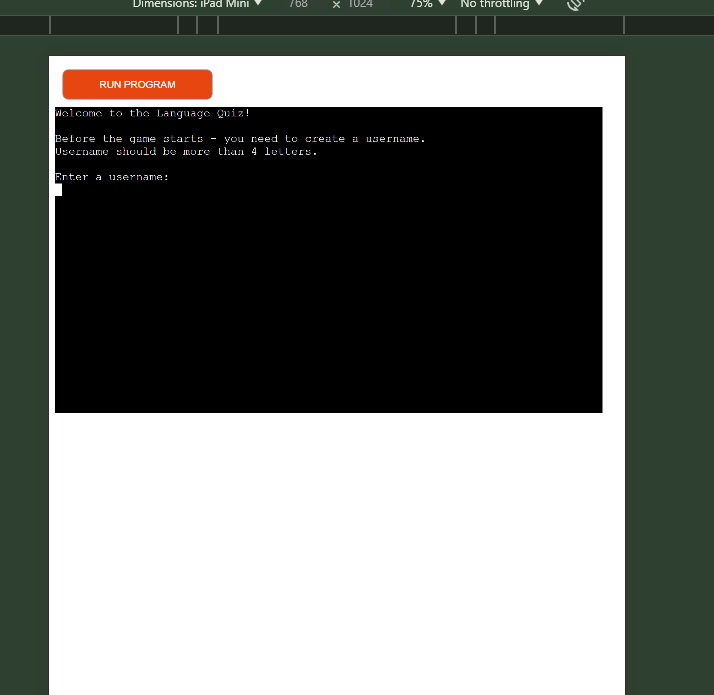 Dimensions: iPad Mini ▼ 768 × 1024 75% ▼ No throttling ▼
RUN PROGRAM
Welcome to the Language Quiz!
Before the game starts - you need to create a username.
Username should be more than 4 letters.
Enter a username: